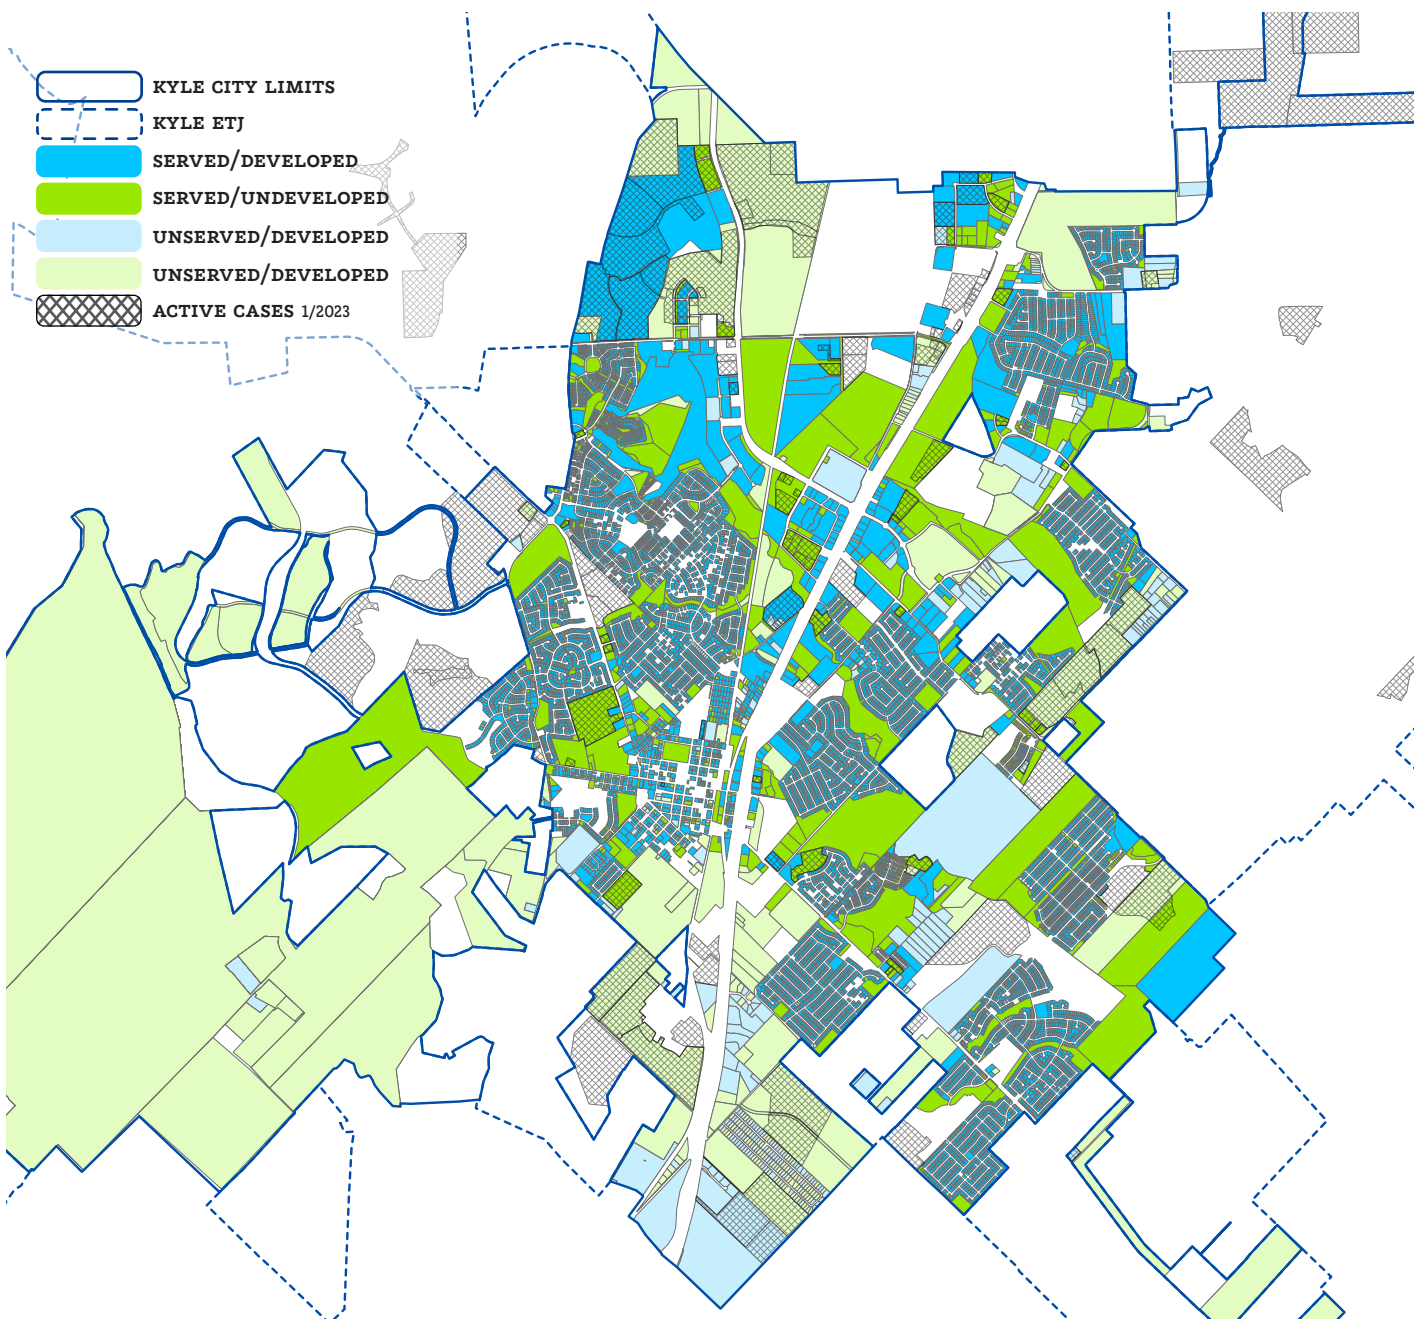 KYLE CITY LIMITS
KYLE ETJ
SERVED/DEVELOPED
SERVED/UNDEVELOPED
UNSERVED/DEVELOPED
UNSERVED/DEVELOPED
ACTIVE CASES 1/2023